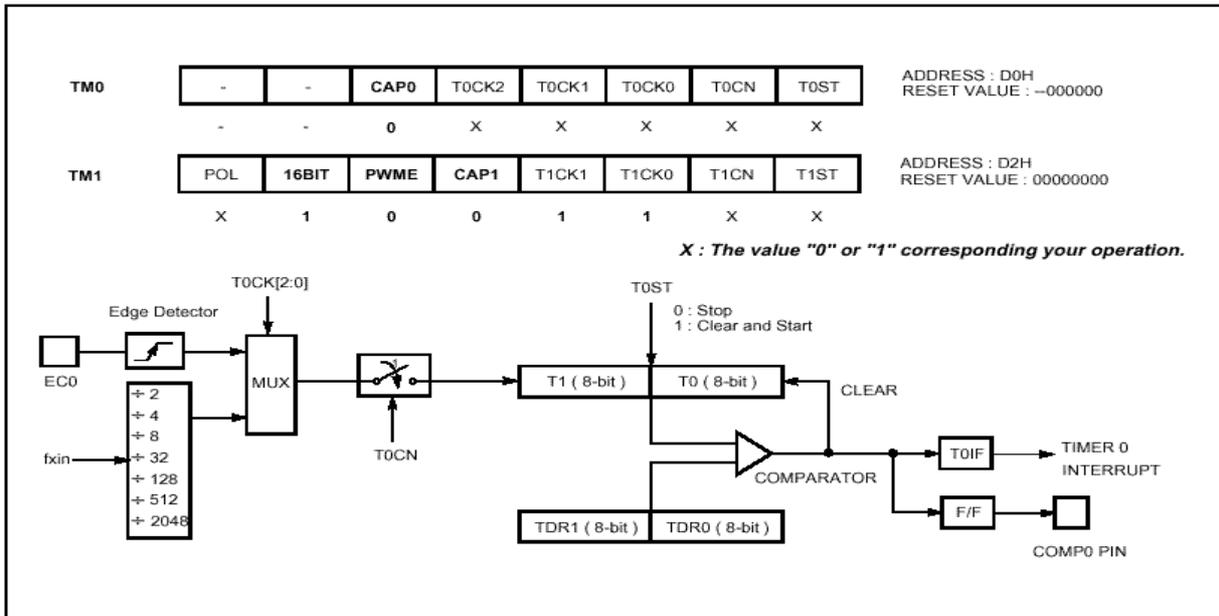 TM0 - - CAP0 T0CK2 T0CK1 T0CK0 T0CN T0ST
ADDRESS : D0H
RESET VALUE : --000000
- - 0 X X X X X
TM1 POL 16BIT PWME CAP1 T1CK1 T1CK0 T1CN T1ST
ADDRESS : D2H
RESET VALUE : 00000000
X 1 0 0 1 1 X X
X : The value "0" or "1" corresponding your operation.
T0CK[2:0]
T0ST
0 : Stop
1 : Clear and Start
Edge Detector
EC0
MUX
T1 ( 8-bit ) T0 ( 8-bit )
CLEAR
÷ 2
÷ 4
÷ 8
÷ 32
÷ 128
÷ 512
÷ 2048
fxin
T0CN
COMPARATOR
T0IF
TIMER 0
INTERRUPT
TDR1 ( 8-bit ) TDR0 ( 8-bit )
F/F
COMP0 PIN